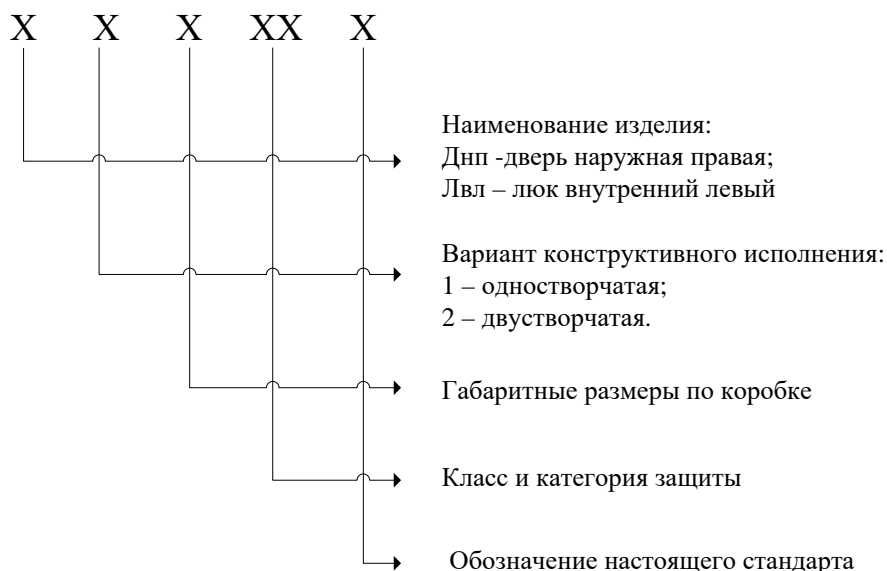 X X X XX X
Наименование изделия:
Днп -дверь наружная правая;
Лвл – люк внутренний левый
Вариант конструктивного исполнения:
1 – одностворчатая;
2 – двустворчатая.
Габаритные размеры по коробке
Класс и категория защиты
Обозначение настоящего стандарта